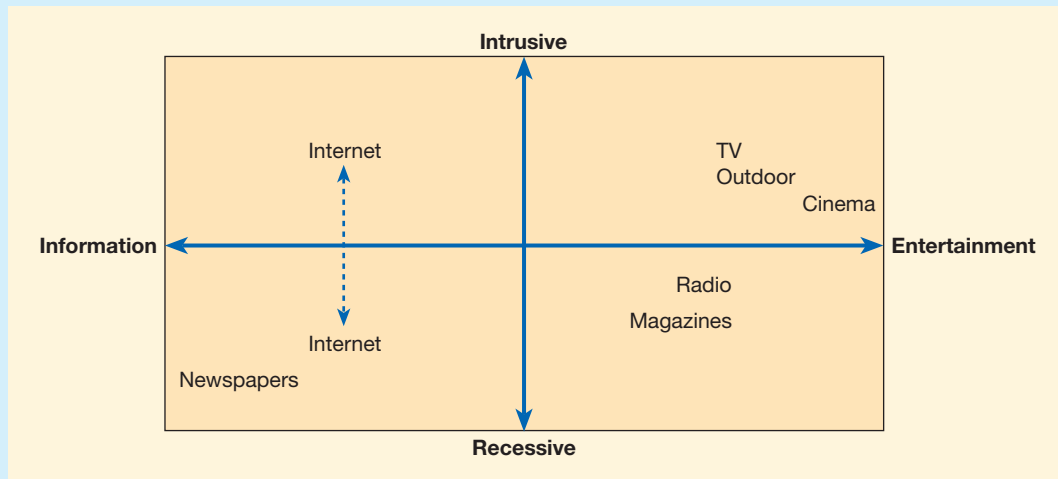 Intrusive
Internet
TV
Outdoor
Cinema
Information
Entertainment
Radio
Magazines
Internet
Newspapers
Recessive